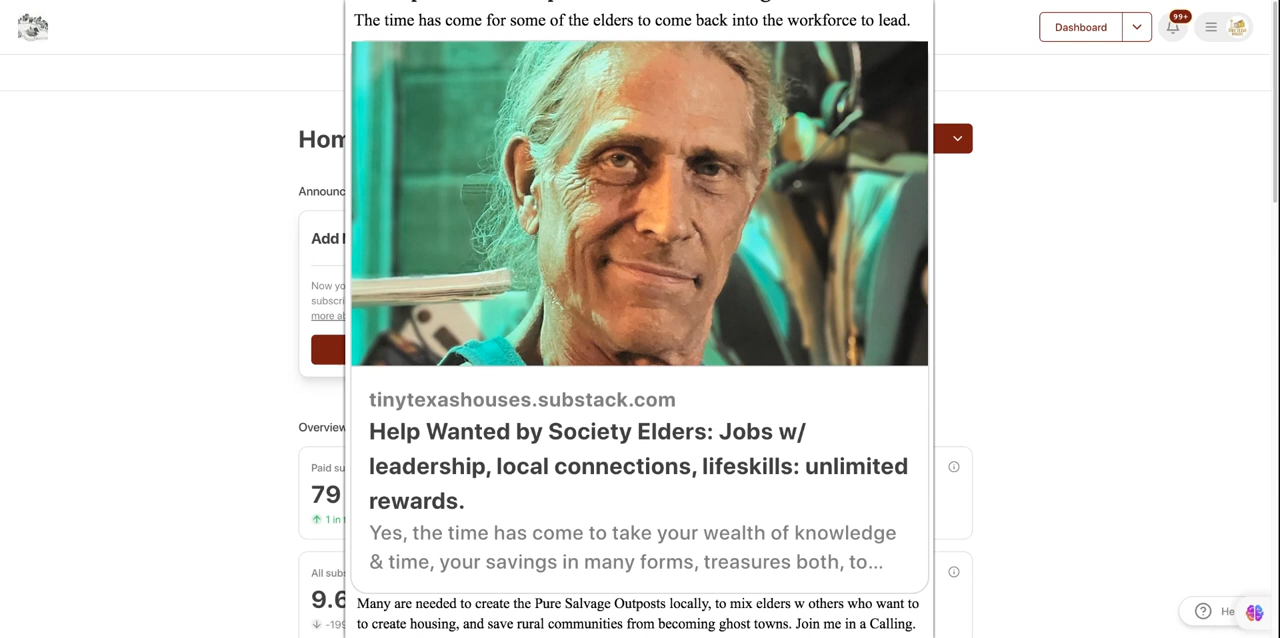 The time has come for some of the elders to come back into the workforce to lead.
Dashboard
99+
Announc
Add
Now yo
subscri
more ab
Overview
Paid su
79
1 in
All subs
9.6
-199
tinytexashouses.substack.com
Help Wanted by Society Elders: Jobs w/
leadership, local connections, lifeskills: unlimited
rewards.
Yes, the time has come to take your wealth of knowledge
& time, your savings in many forms, treasures both, to...
Many are needed to create the Pure Salvage Outposts locally, to mix elders w others who want to
to create housing, and save rural communities from becoming ghost towns. Join me in a Calling.
He